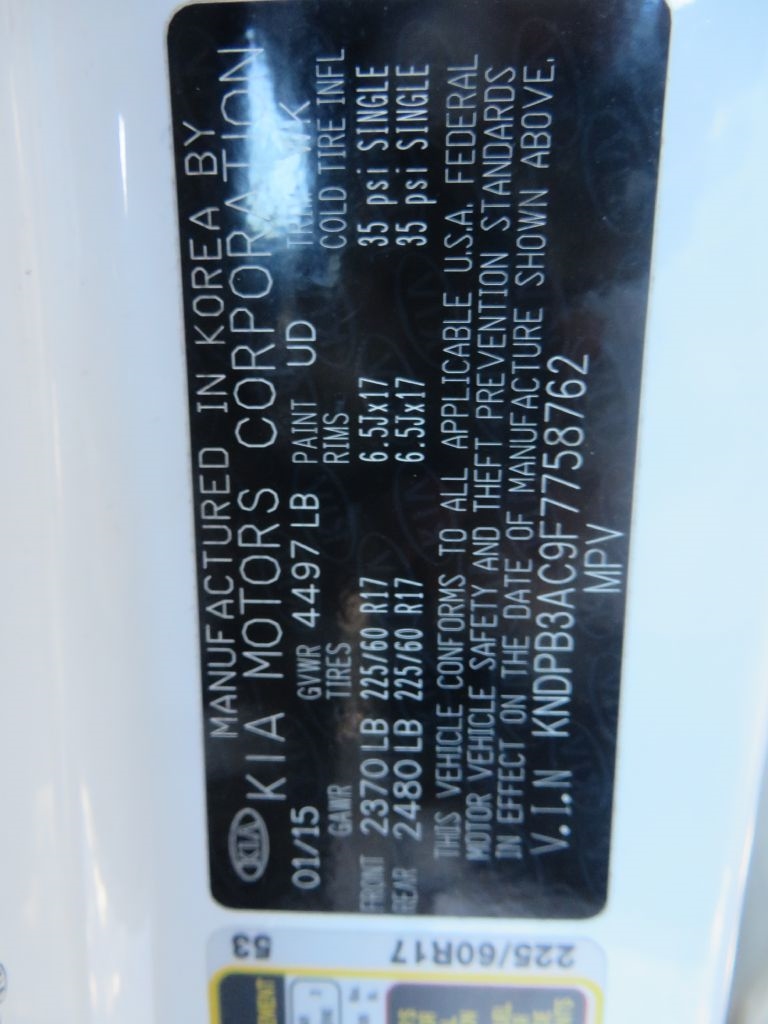 MANUFACTURED IN KOREA BY
KIA KIA MOTORS CORPORATION
01/15 GVWR 4497 LB PAINT UD TRIM WK
GAWR TIRES RIMS COLD TIRE INFL
FRONT 2370 LB 225/60 R17 6.5Jx17 35 psi SINGLE
REAR 2480 LB 225/60 R17 6.5Jx17 35 psi SINGLE
THIS VEHICLE CONFORMS TO ALL APPLICABLE U.S.A. FEDERAL
MOTOR VEHICLE SAFETY AND THEFT PREVENTION STANDARDS
IN EFFECT ON THE DATE OF MANUFACTURE SHOWN ABOVE.
V.I.N KNDPB3AC9F7758762
MPV
225/60R17 53